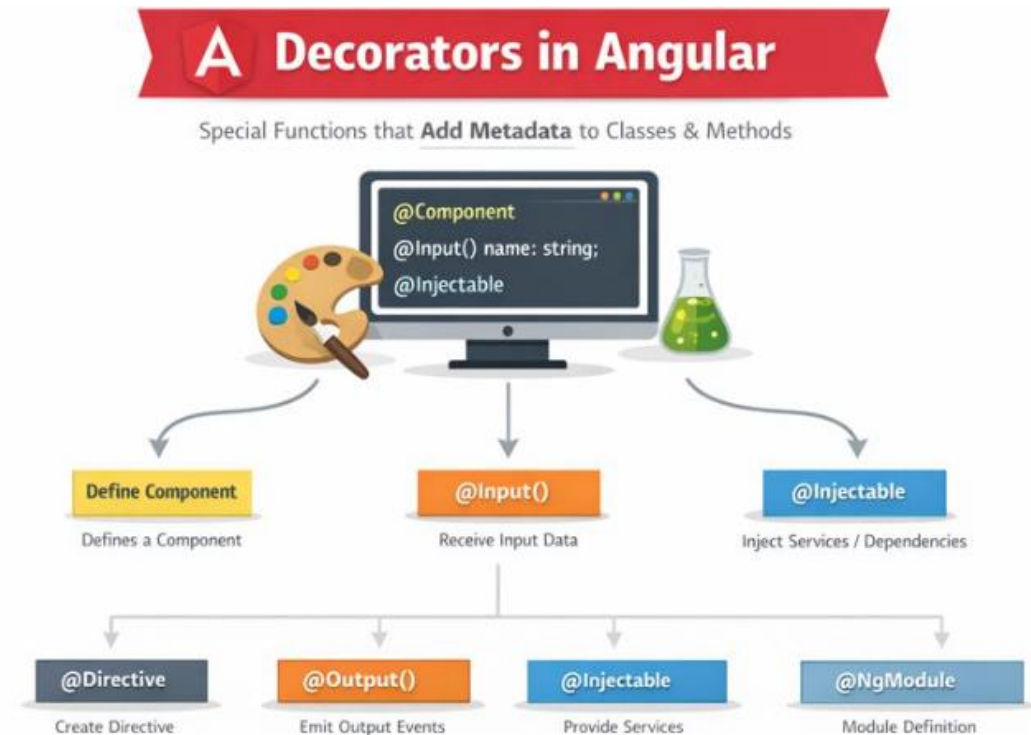 A Decorators in Angular
Special Functions that Add Metadata to Classes & Methods
@Component
@Input() name: string;
@Injectable
Define Component
@Input()
@Injectable
Defines a Component
Receive Input Data
Inject Services / Dependencies
@Directive
@Output()
@Injectable
@NgModule
Create Directive
Emit Output Events
Provide Services
Module Definition